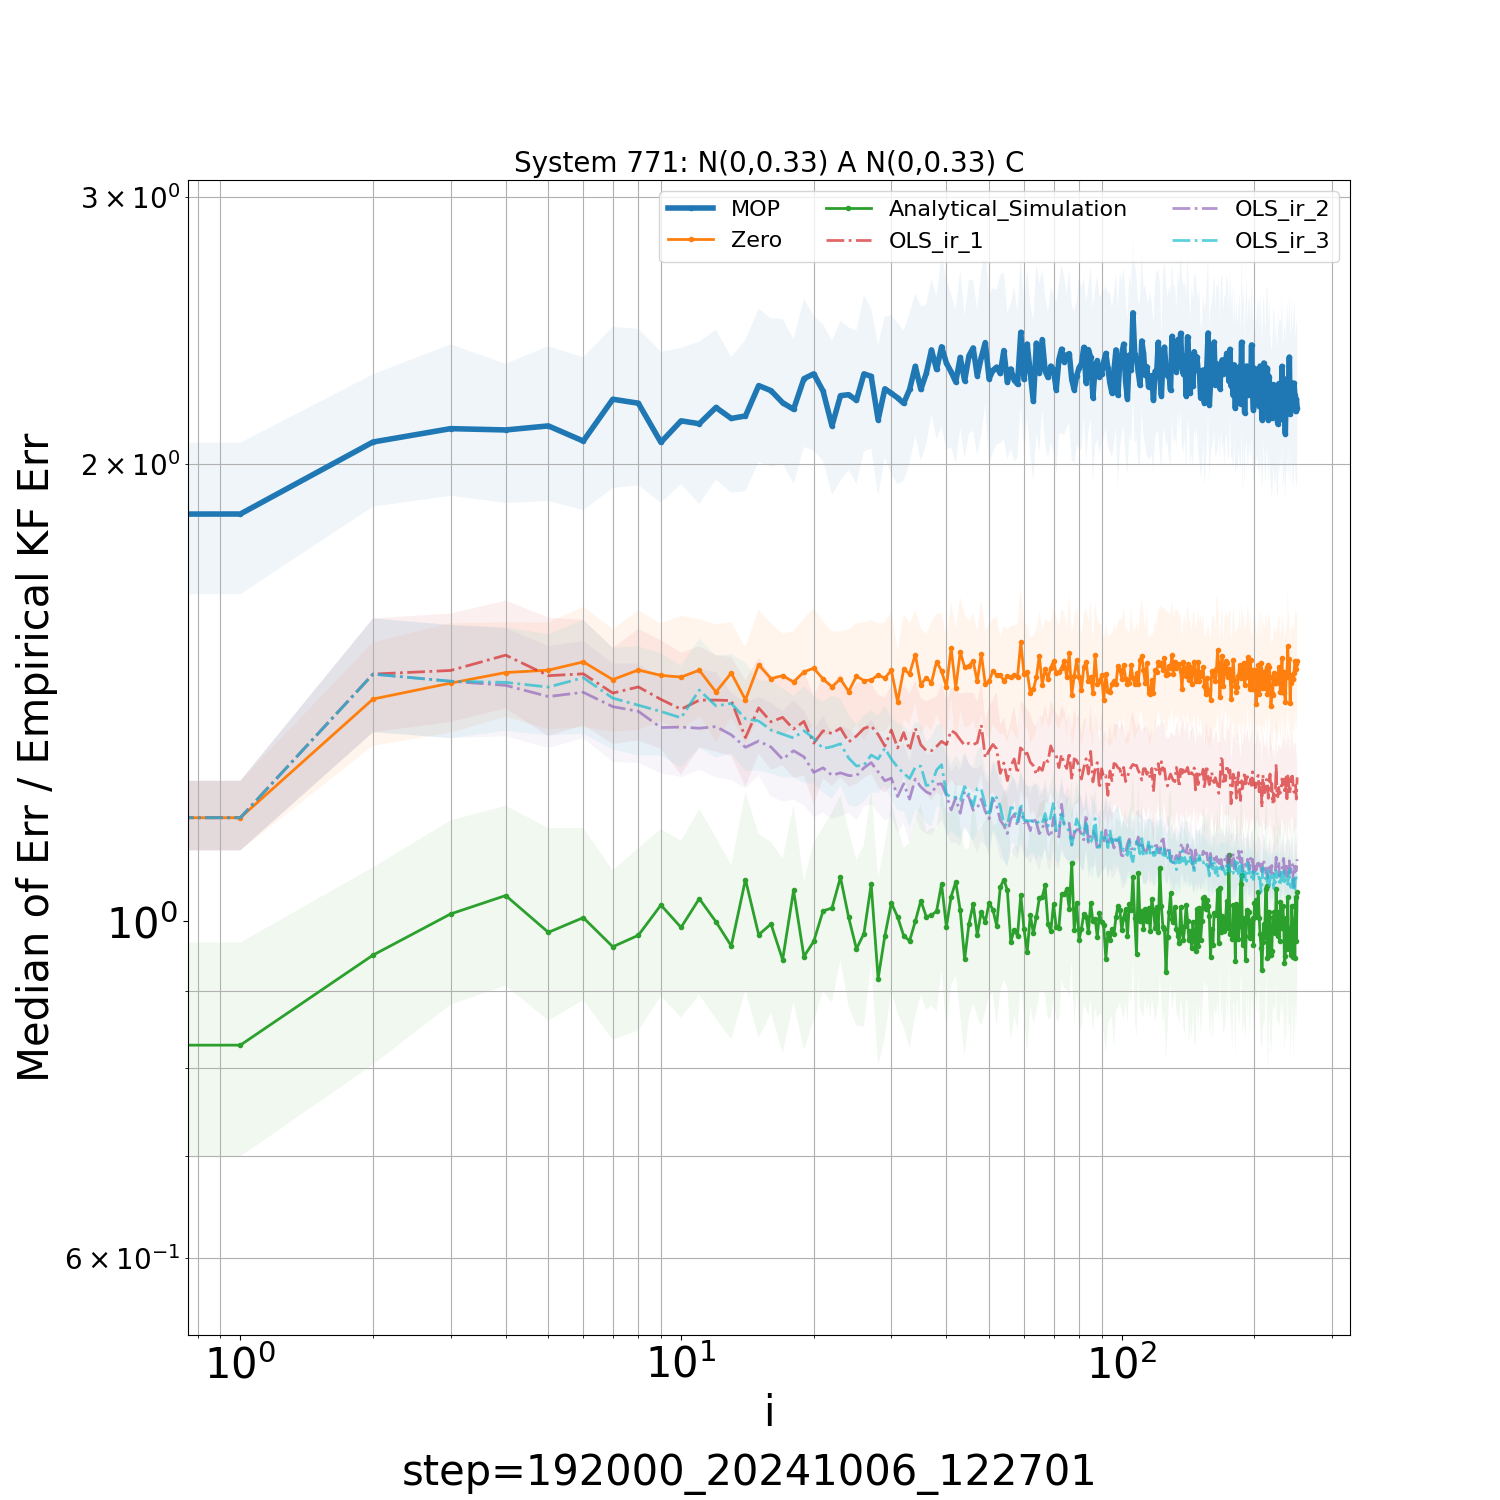 System 771: N(0,0.33) A N(0,0.33) C
MOP
Zero
Analytical_Simulation
OLS_ir_1
OLS_ir_2
OLS_ir_3
3 × 10⁰
2 × 10⁰
10⁰
6 × 10⁻¹
Median of Err / Empirical KF Err
10⁰ 10¹ 10²
i
step=192000_20241006_122701